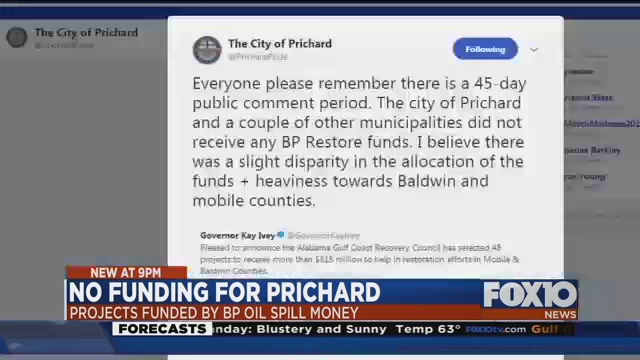 The City of Prichard
The City of Prichard
@PrichardPride
Following
Everyone please remember there is a 45-day
public comment period. The city of Prichard
and a couple of other municipalities did not
receive any BP Restore funds. I believe there
was a slight disparity in the allocation of the
funds + heaviness towards Baldwin and
mobile counties.
Governor Kay Ivey @GovernorKayIvey
Pleased to announce the Alabama Gulf Coast Recovery Council has selected
projects to receive more than million to help in restoration efforts in Mobile &
Baldwin Counties.
NEW AT 9PM
NO FUNDING FOR PRICHARD
PROJECTS FUNDED BY BP OIL SPILL MONEY
FOX10
NEWS
FORECASTS
Blustery and Sunny Temp 63° FOX10TV.com Gulf